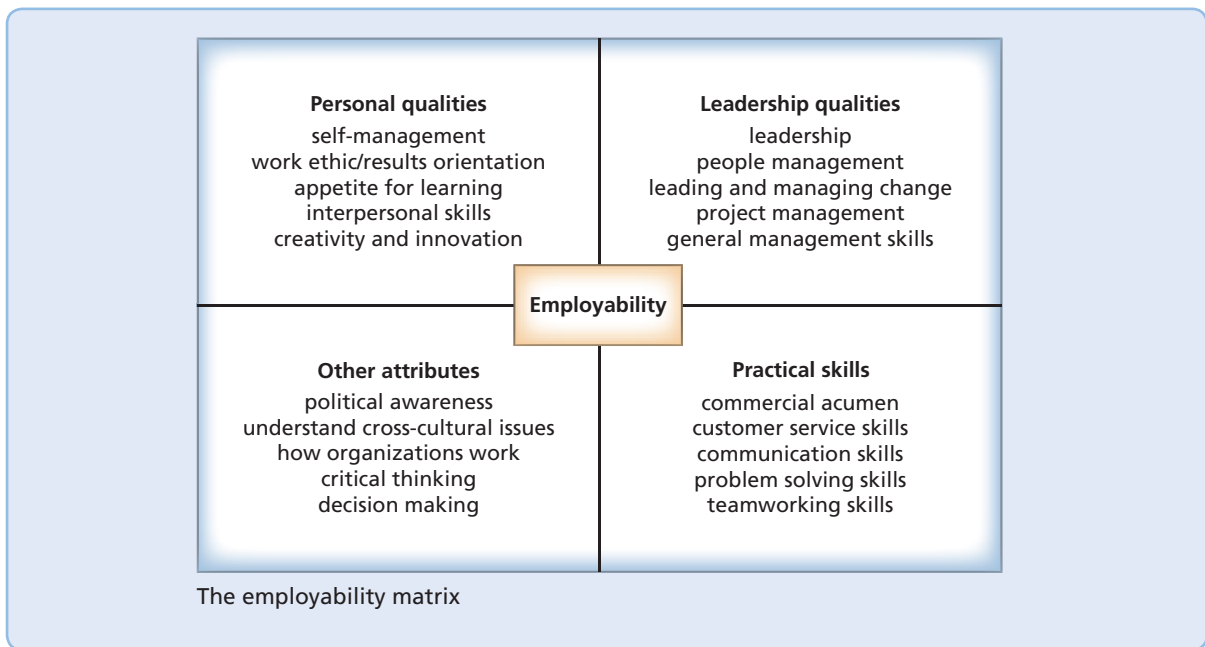 Personal qualities
self-management
work ethic/results orientation
appetite for learning
interpersonal skills
creativity and innovation
Leadership qualities
leadership
people management
leading and managing change
project management
general management skills
Employability
Other attributes
political awareness
understand cross-cultural issues
how organizations work
critical thinking
decision making
Practical skills
commercial acumen
customer service skills
communication skills
problem solving skills
teamworking skills
The employability matrix